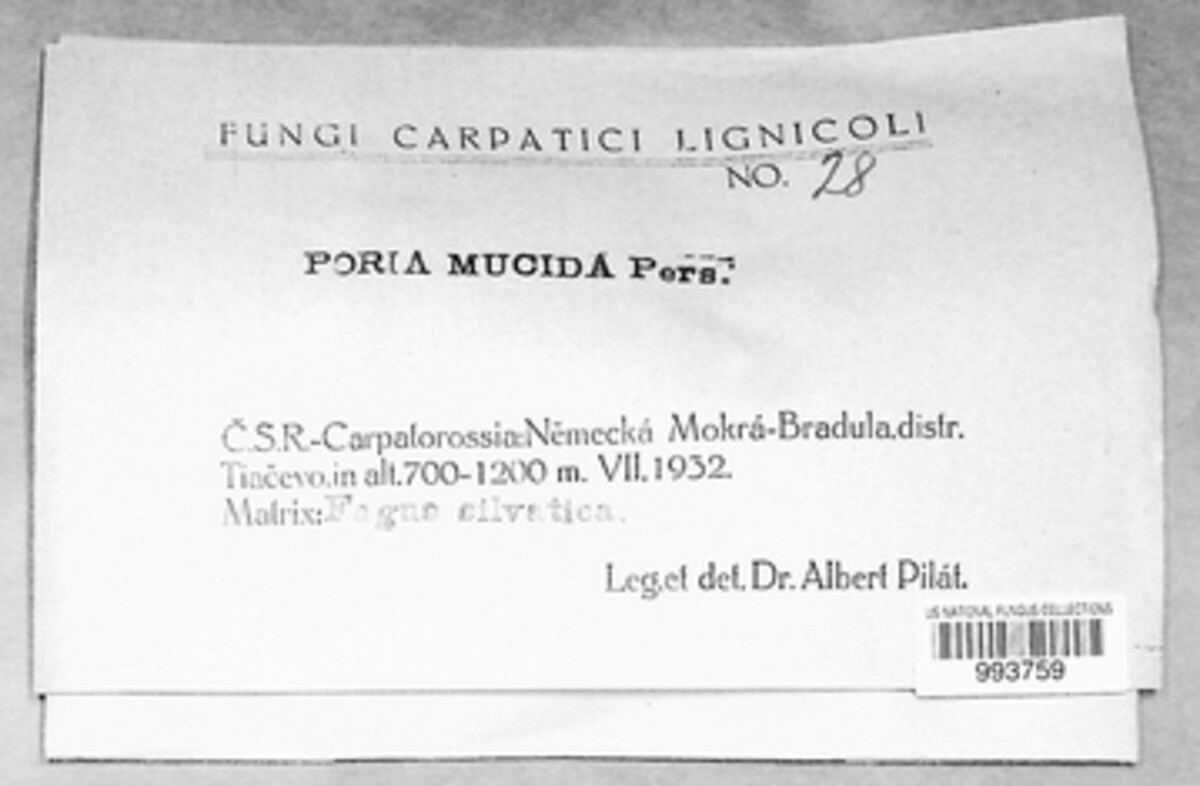 FUNGI CARPATICI LIGNICOLI
NO. 28
PORIA MUCIDA Pers.
Č.S.R.-Carpatorossia:Německá Mokrá-Bradula,distr.
Tiačevo,in alt.700-1200 m. VII.1932.
Matrix:Fagus silvatica.
Leg.et det. Dr. Albert Pilát.
US NATIONAL FUNGUS COLLECTIONS
993759